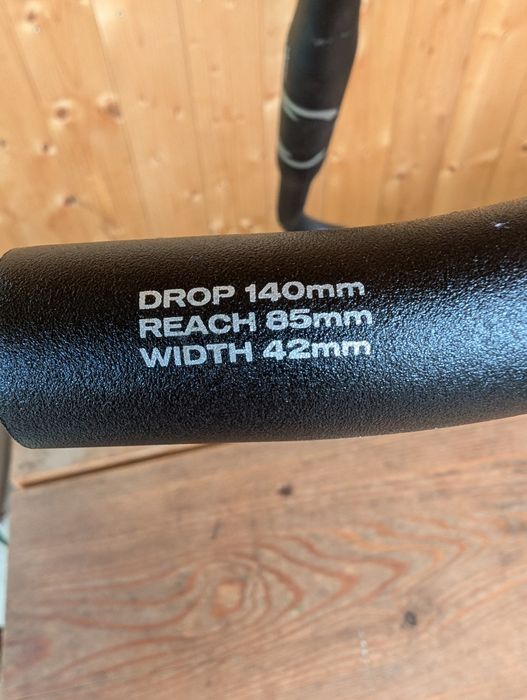 DROP 140mm
REACH 85mm
WIDTH 42mm